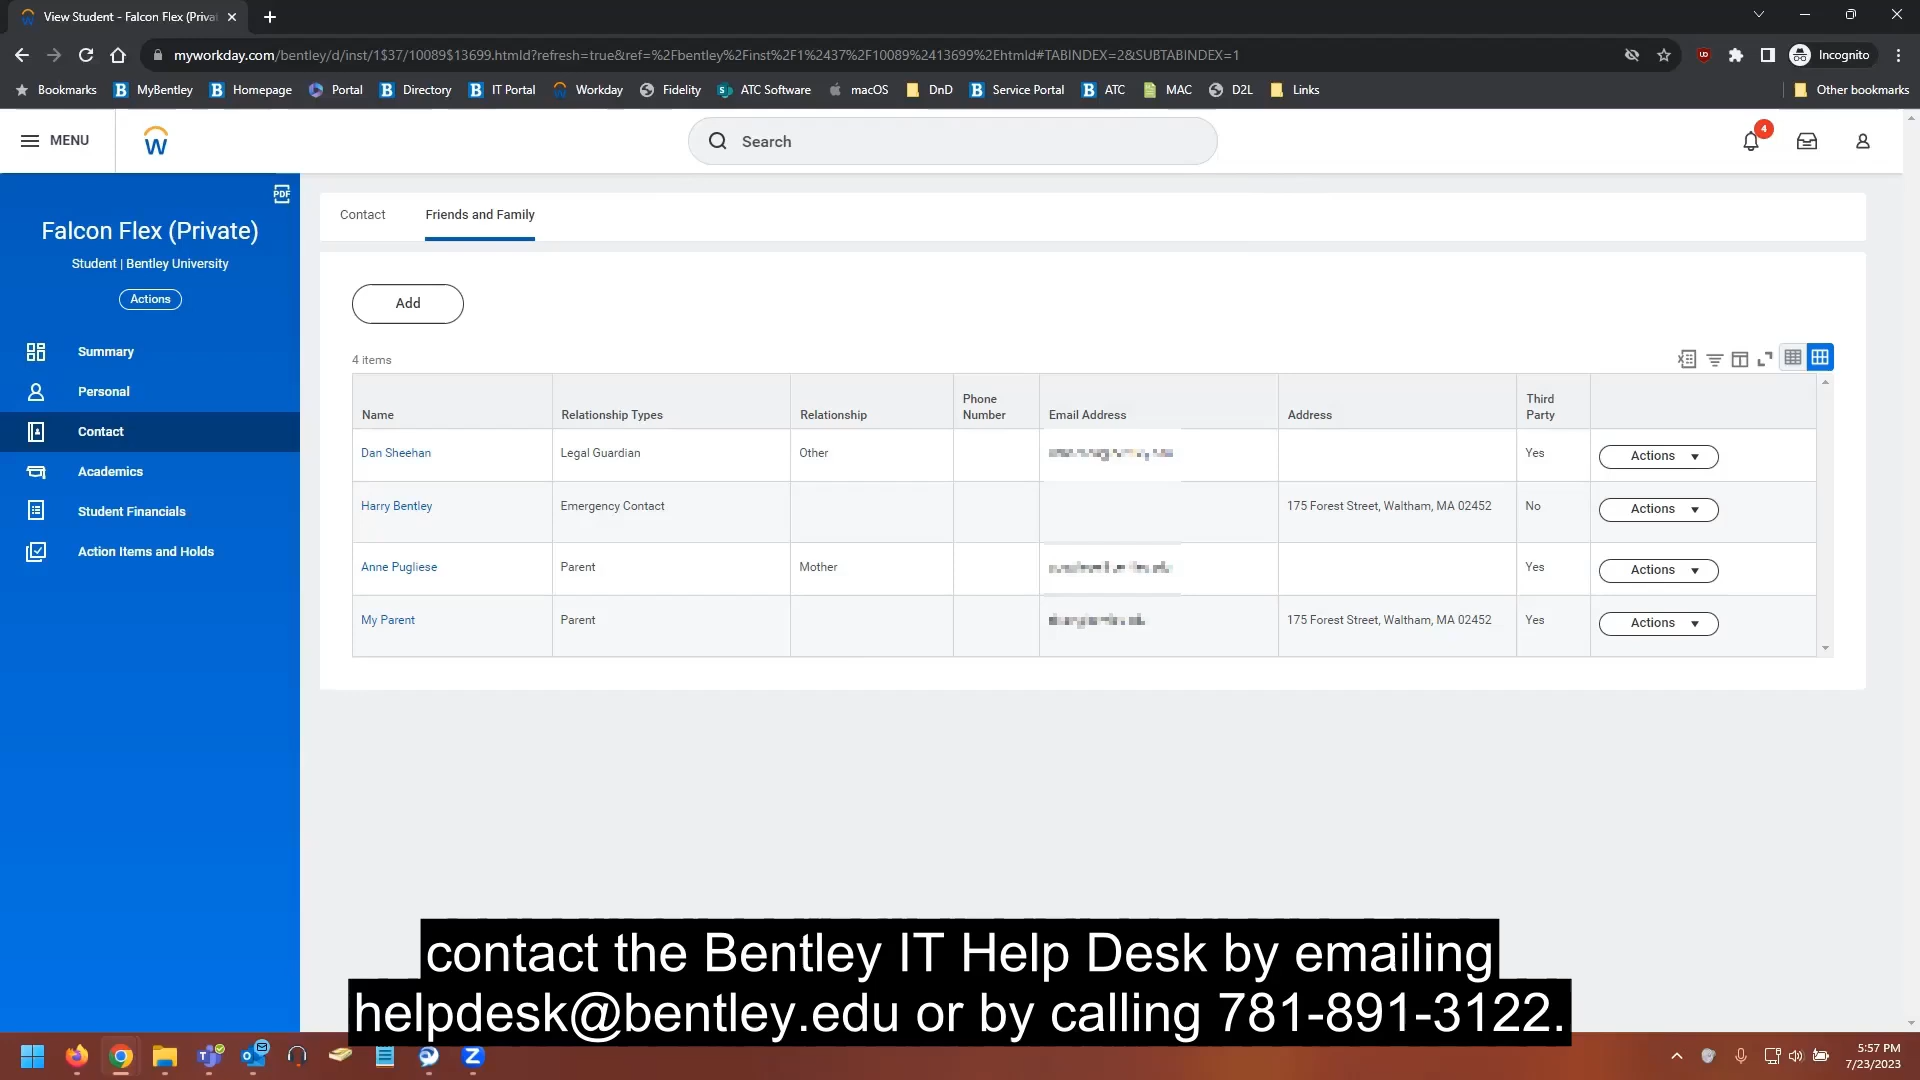 View Student - Falcon Flex (Priva
myworkday.com/bentley/d/inst/1$37/10089$13699.htmld?refresh=true&ref=%2Fbentley%2Finst%2F1%2437%2F10089%2413699%2Ehtmld#TABINDEX=2&SUBTABINDEX=1
Incognito
Bookmarks MyBentley Homepage Portal Directory IT Portal Workday Fidelity ATC Software macOS DnD Service Portal ATC MAC D2L Links Other bookmarks
MENU
Search
4
PDF
Falcon Flex (Private)
Student | Bentley University
Actions
Summary
Personal
Contact
Academics
Student Financials
Action Items and Holds
Contact Friends and Family
Add
4 items
Name Relationship Types Relationship Phone Number Email Address Address Third Party
Dan Sheehan Legal Guardian Other Yes Actions
Harry Bentley Emergency Contact 175 Forest Street, Waltham, MA 02452 No Actions
Anne Pugliese Parent Mother Yes Actions
My Parent Parent 175 Forest Street, Waltham, MA 02452 Yes Actions
contact the Bentley IT Help Desk by emailing
helpdesk@bentley.edu or by calling 781-891-3122.
5:57 PM
7/23/2023